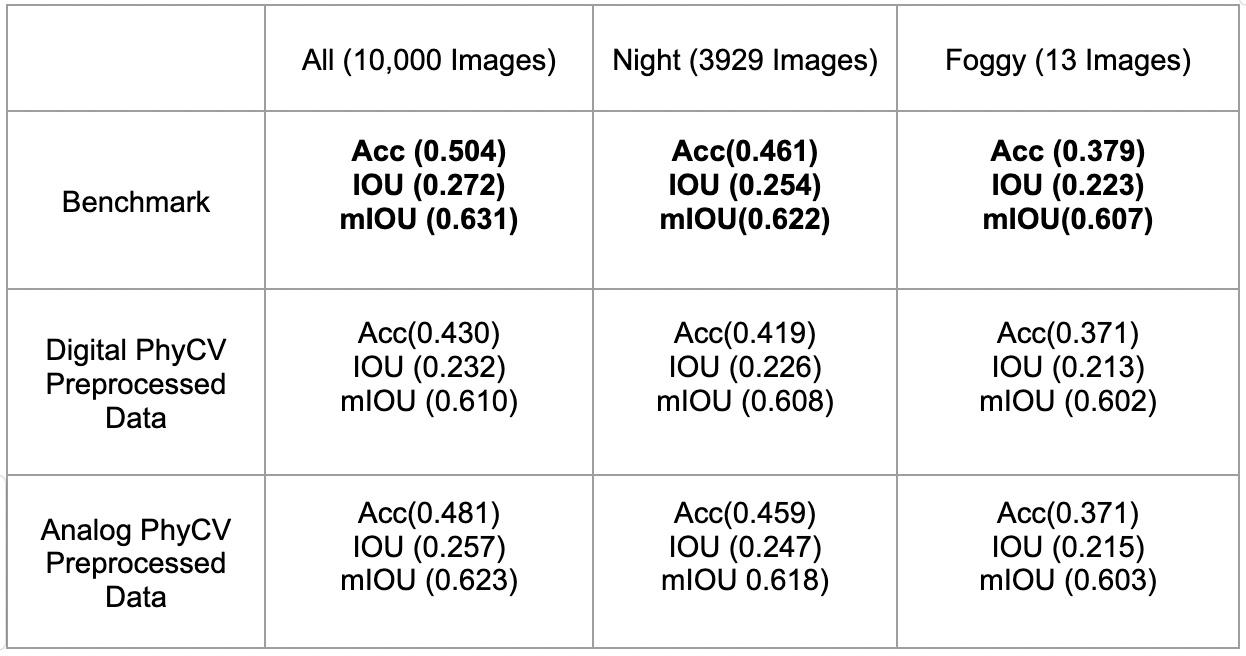 All (10,000 Images)
Night (3929 Images)
Foggy (13 Images)
Benchmark
Acc (0.504)
IOU (0.272)
mIOU (0.631)
Acc(0.461)
IOU (0.254)
mIOU(0.622)
Acc (0.379)
IOU (0.223)
mIOU(0.607)
Digital PhyCV
Preprocessed
Data
Acc(0.430)
IOU (0.232)
mIOU (0.610)
Acc(0.419)
IOU (0.226)
mIOU (0.608)
Acc(0.371)
IOU (0.213)
mIOU (0.602)
Analog PhyCV
Preprocessed
Data
Acc(0.481)
IOU (0.257)
mIOU (0.623)
Acc(0.459)
IOU (0.247)
mIOU 0.618)
Acc(0.371)
IOU (0.215)
mIOU (0.603)